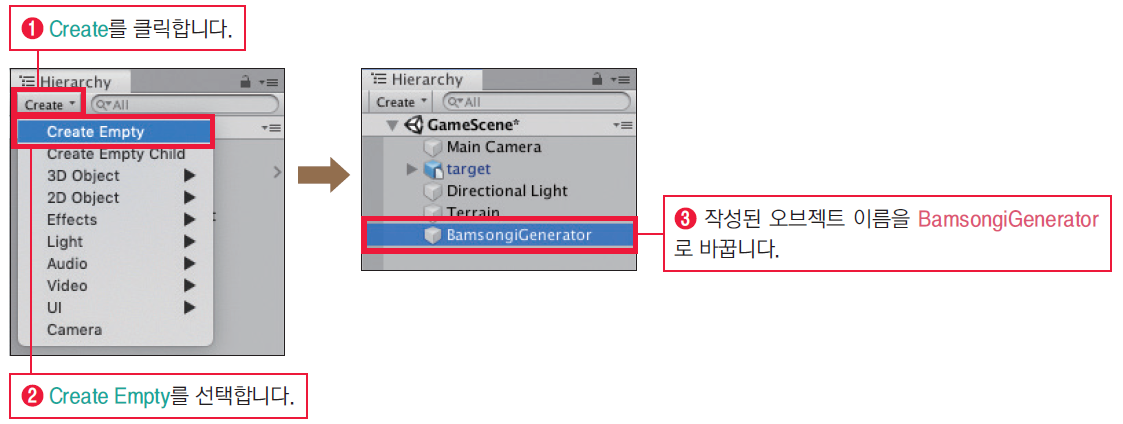 ❶ Create를 클릭합니다.
Hierarchy
Create
All
Create Empty
Create Empty Child
3D Object
2D Object
Effects
Light
Audio
Video
UI
Camera
❷ Create Empty를 선택합니다.
Hierarchy
Create
All
GameScene*
Main Camera
target
Directional Light
Terrain
BamsongiGenerator
❸ 작성된 오브젝트 이름을 BamsongiGenerator
로 바꿉니다.